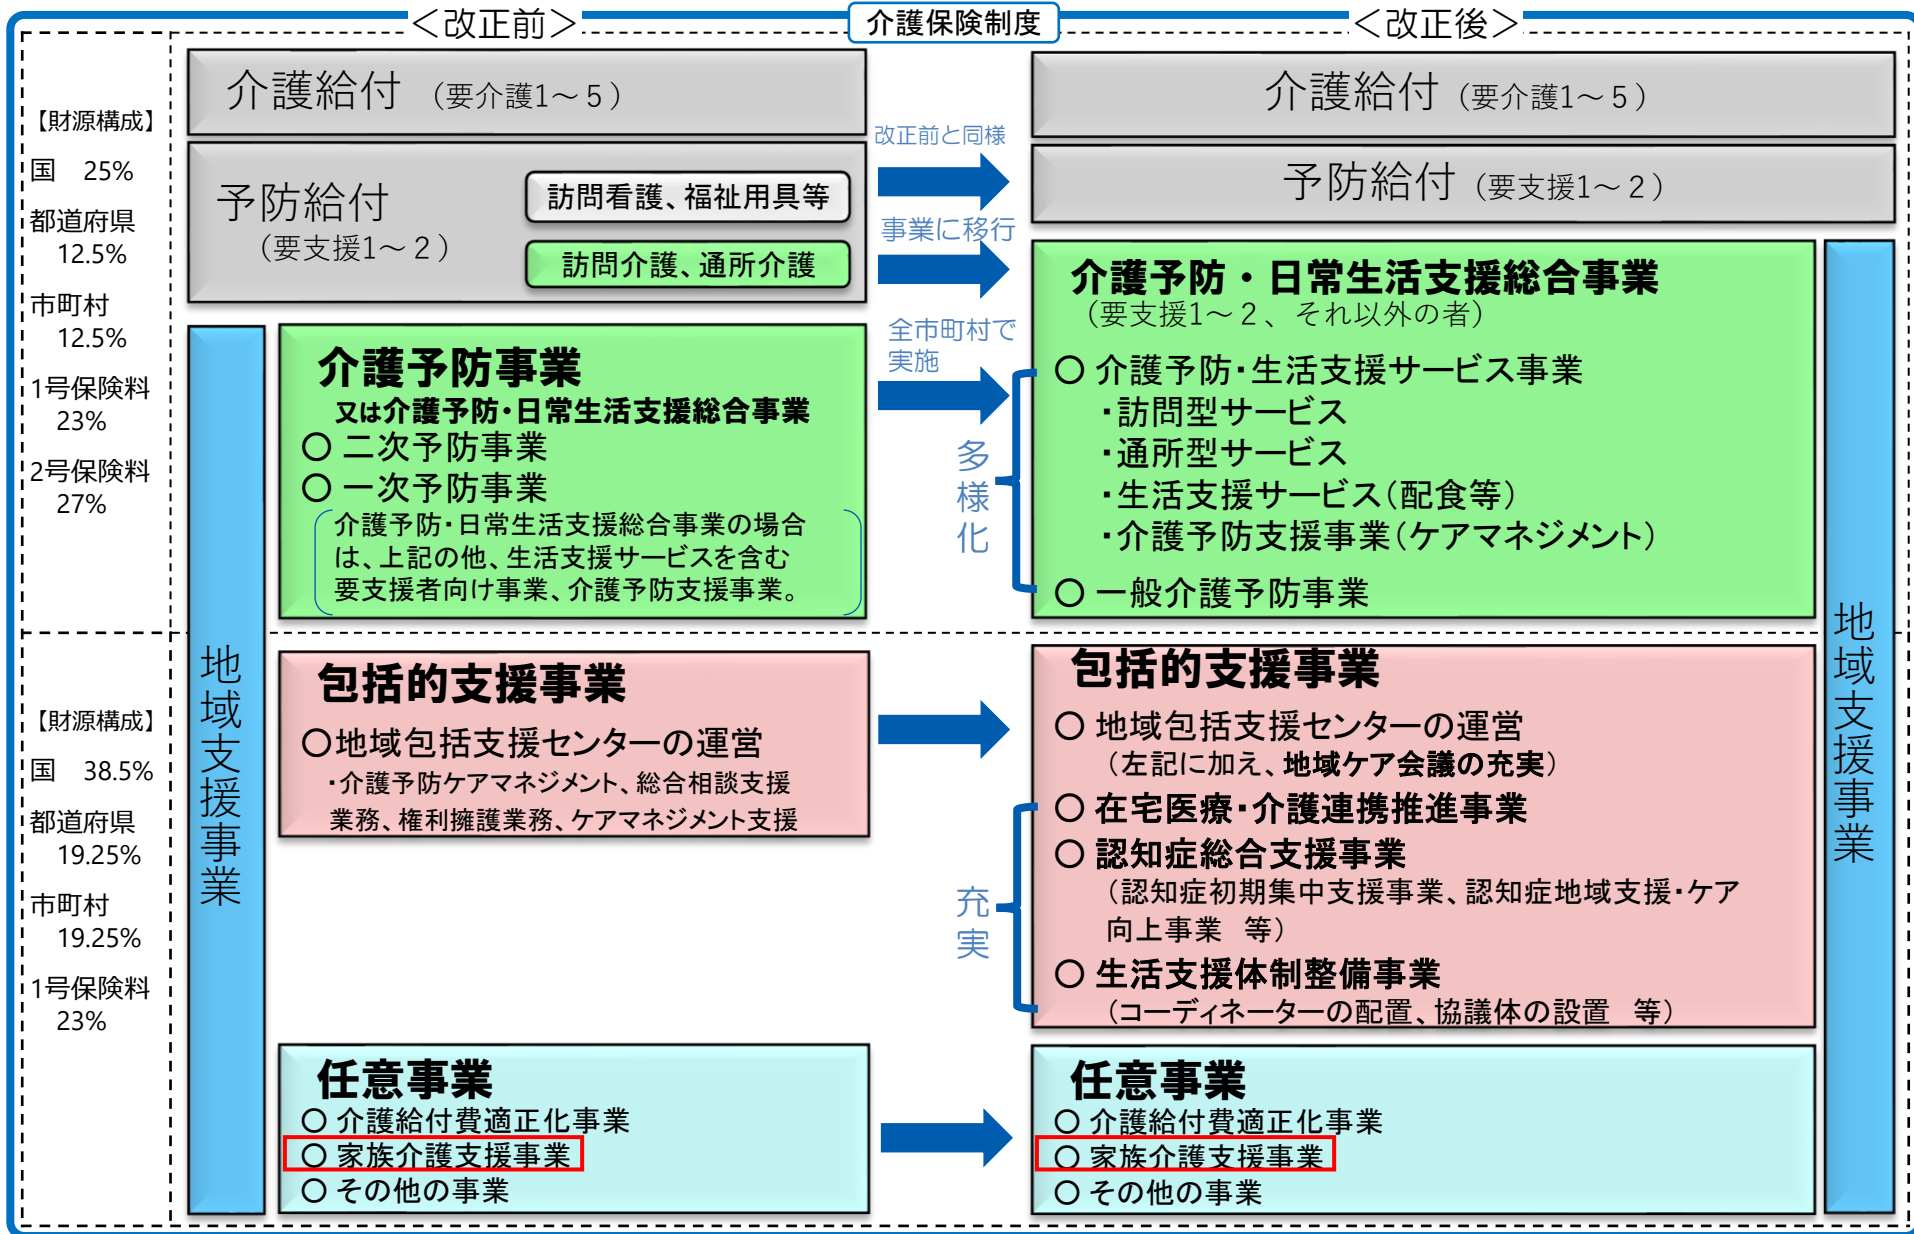 介護保険制度
＜改正前＞
＜改正後＞
【財源構成】
国　25%
都道府県
12.5%
市町村
12.5%
1号保険料
23%
2号保険料
27%
【財源構成】
国　38.5%
都道府県
19.25%
市町村
19.25%
1号保険料
23%
介護給付（要介護1～5）
予防給付
（要支援1～2）
訪問看護、福祉用具等
訪問介護、通所介護
地域支援事業
介護予防事業
又は介護予防・日常生活支援総合事業
○ 二次予防事業
○ 一次予防事業
介護予防・日常生活支援総合事業の場合
は、上記の他、生活支援サービスを含む
要支援者向け事業、介護予防支援事業。
包括的支援事業
○地域包括支援センターの運営
・介護予防ケアマネジメント、総合相談支援
業務、権利擁護業務、ケアマネジメント支援
任意事業
○ 介護給付費適正化事業
○ 家族介護支援事業
○ その他の事業
改正前と同様
事業に移行
全市町村で
実施
多様化
充実
介護給付（要介護1～5）
予防給付（要支援1～2）
介護予防・日常生活支援総合事業
（要支援1～2、それ以外の者）
○ 介護予防・生活支援サービス事業
・訪問型サービス
・通所型サービス
・生活支援サービス（配食等）
・介護予防支援事業（ケアマネジメント）
○ 一般介護予防事業
包括的支援事業
○ 地域包括支援センターの運営
（左記に加え、地域ケア会議の充実）
○ 在宅医療・介護連携推進事業
○ 認知症総合支援事業
（認知症初期集中支援事業、認知症地域支援・ケア
向上事業　等）
○ 生活支援体制整備事業
（コーディネーターの配置、協議体の設置　等）
任意事業
○ 介護給付費適正化事業
○ 家族介護支援事業
○ その他の事業
地域支援事業